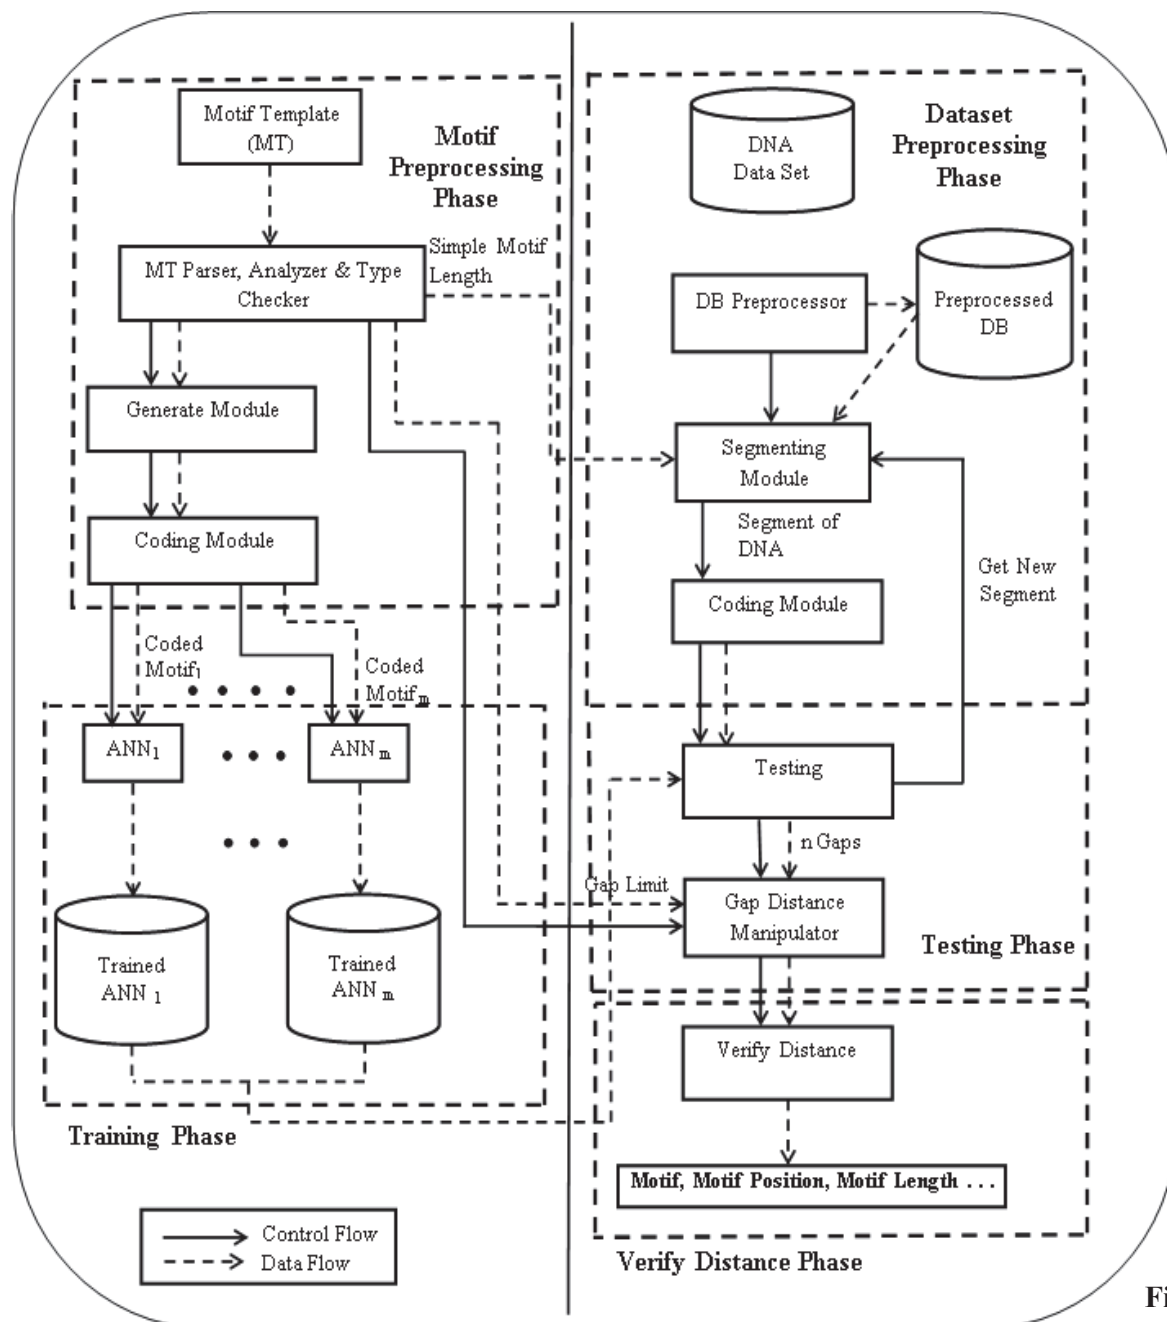 Motif Template
(MT)
Motif
Preprocessing
Phase
MT Parser, Analyzer & Type
Checker
Simple Motif
Length
Generate Module
Coding Module
Coded
Motif1
Coded
Motifm
ANN1
ANN m
Trained
ANN 1
Trained
ANN m
Training Phase
Control Flow
Data Flow
DNA
Data Set
Dataset
Preprocessing
Phase
DB Preprocessor
Preprocessed
DB
Segmenting
Module
Segment of
DNA
Get New
Segment
Coding Module
Testing
n Gaps
Gap Limit
Gap Distance
Manipulator
Testing Phase
Verify Distance
Motif, Motif Position, Motif Length . . .
Verify Distance Phase
Fi